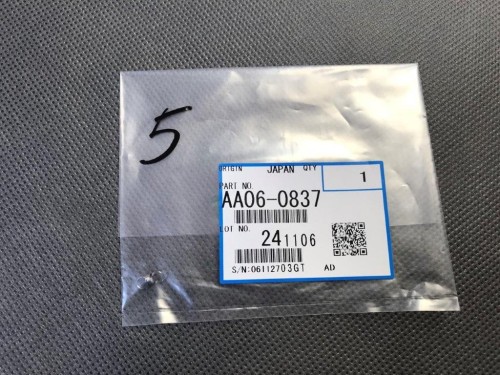 5
ORIGIN JAPAN QTY 1
PART NO.
AA06-0837
LOT NO.
241106
S/N:06112703GT AD